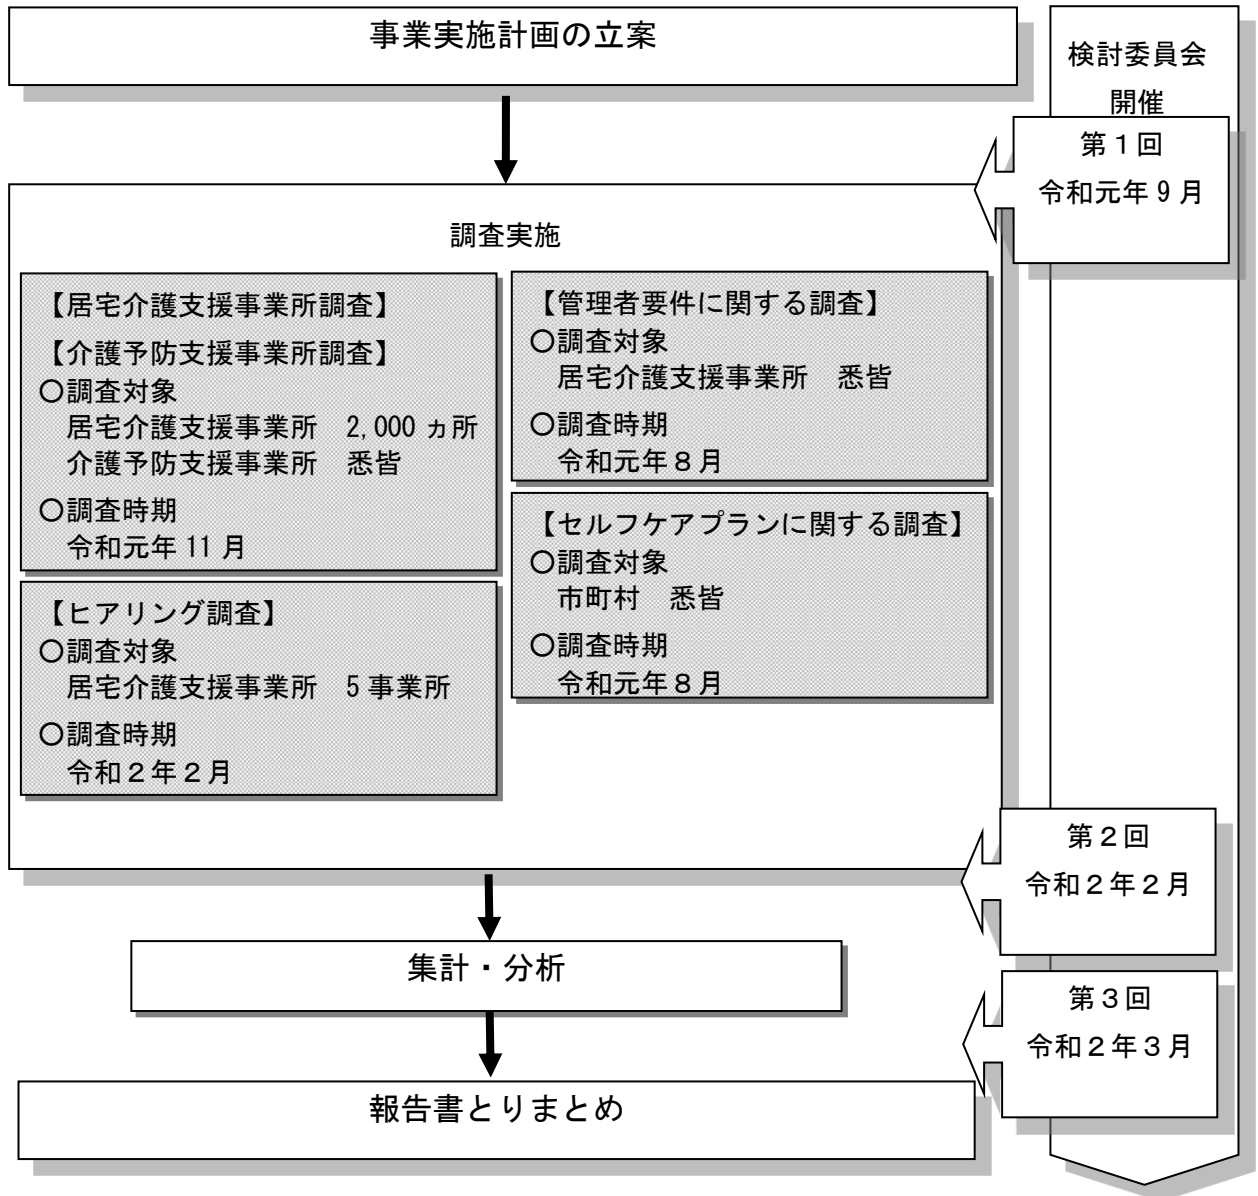 事業実施計画の立案
検討委員会
開催
第１回
令和元年 9 月
調査実施
【居宅介護支援事業所調査】
【介護予防支援事業所調査】
〇調査対象
居宅介護支援事業所　2,000 ヵ所
介護予防支援事業所　悉皆
〇調査時期
令和元年 11 月
【ヒアリング調査】
〇調査対象
居宅介護支援事業所　5 事業所
〇調査時期
令和２年２月
【管理者要件に関する調査】
〇調査対象
居宅介護支援事業所　悉皆
〇調査時期
令和元年８月
【セルフケアプランに関する調査】
〇調査対象
市町村　悉皆
〇調査時期
令和元年８月
第２回
令和２年２月
集計・分析
第３回
令和２年３月
報告書とりまとめ